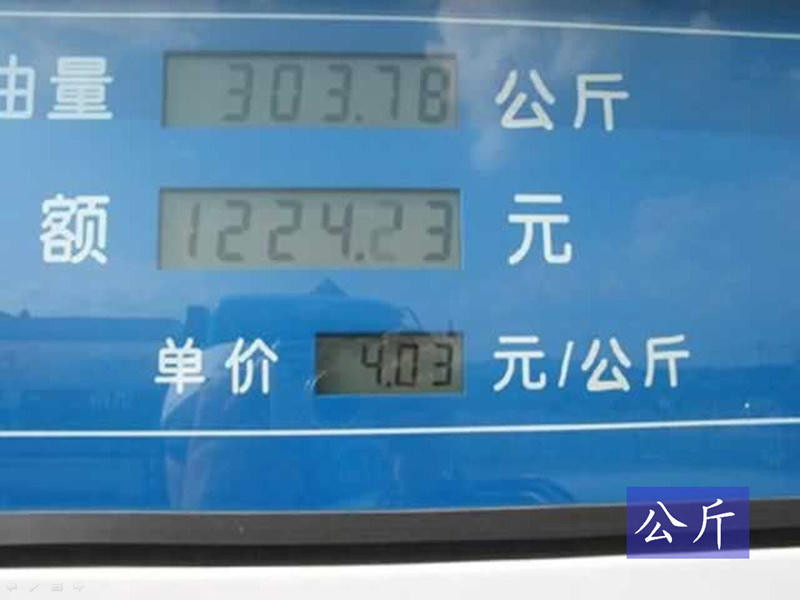 油量 303.78 公斤
额 1224.23 元
单价 4.03 元/公斤
公斤